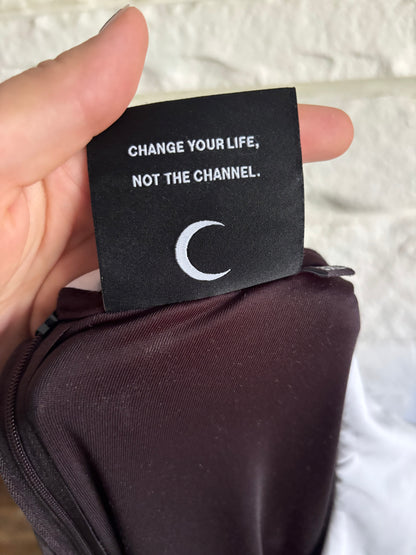 CHANGE YOUR LIFE,
NOT THE CHANNEL.